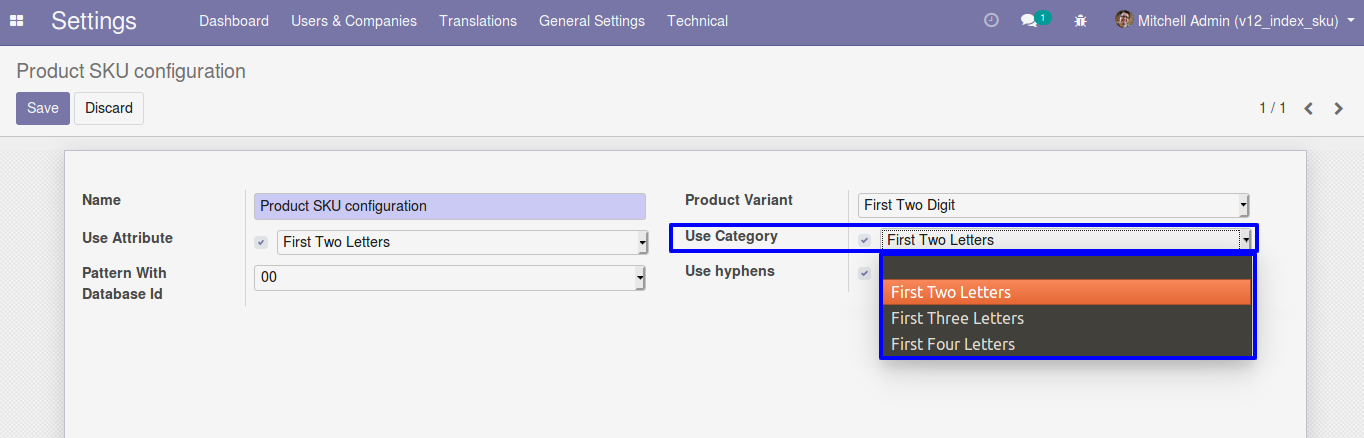 Settings Dashboard Users & Companies Translations General Settings Technical 1 Mitchell Admin (v12_index_sku)
Product SKU configuration
Save Discard 1 / 1
Name Product SKU configuration Product Variant First Two Digit
Use Attribute First Two Letters Use Category First Two Letters
Pattern With 00 Use hyphens
Database Id
First Two Letters
First Three Letters
First Four Letters